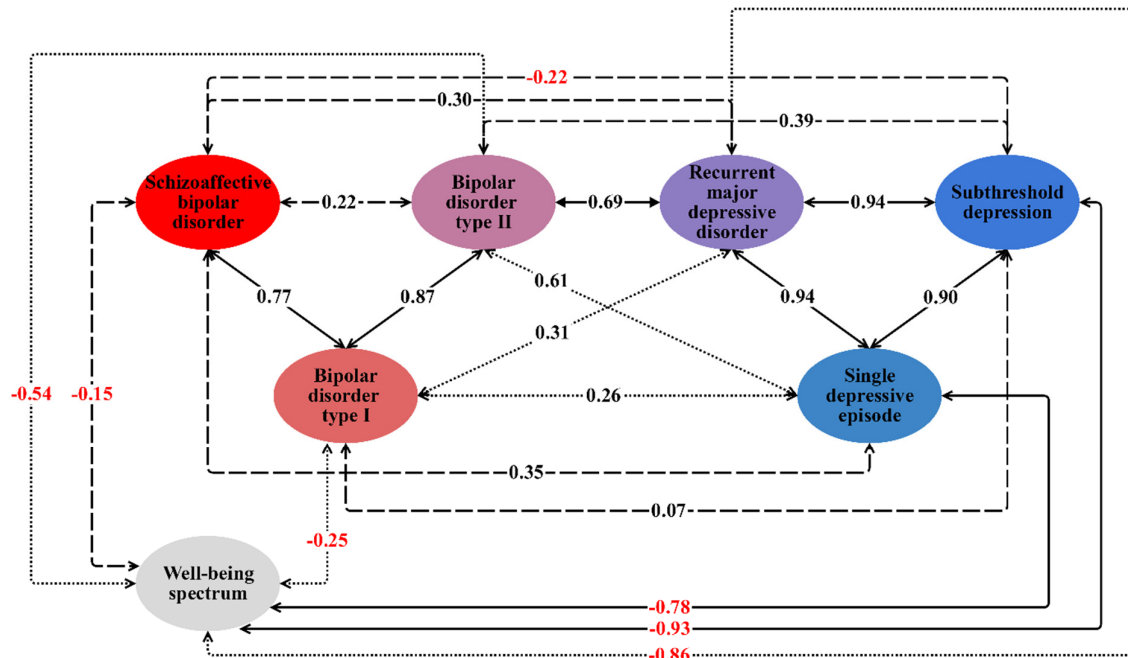 -0.22
0.30
0.39
Schizoaffective
bipolar
disorder
0.22
Bipolar
disorder
type II
0.69
Recurrent
major
depressive
disorder
0.94
Subthreshold
depression
0.77
0.87
0.61
0.31
0.94
0.90
-0.54
-0.15
Bipolar
disorder
type I
0.26
Single
depressive
episode
0.35
0.07
-0.25
Well-being
spectrum
-0.78
-0.93
-0.86